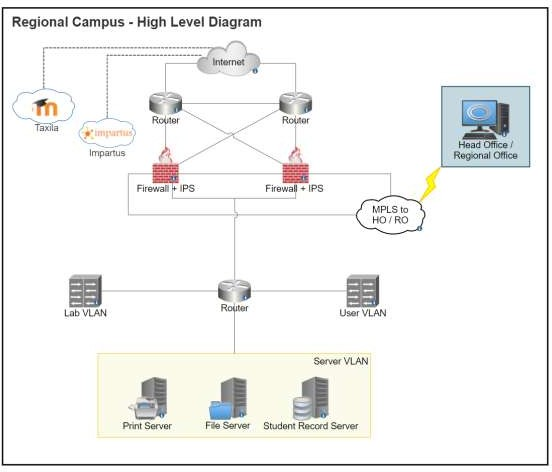 Regional Campus - High Level Diagram
Internet
Taxila
impartus
Impartus
Router
Router
Head Office /
Regional Office
Firewall + IPS
Firewall + IPS
MPLS to
HO / RO
Lab VLAN
Router
User VLAN
Server VLAN
Print Server
File Server
Student Record Server